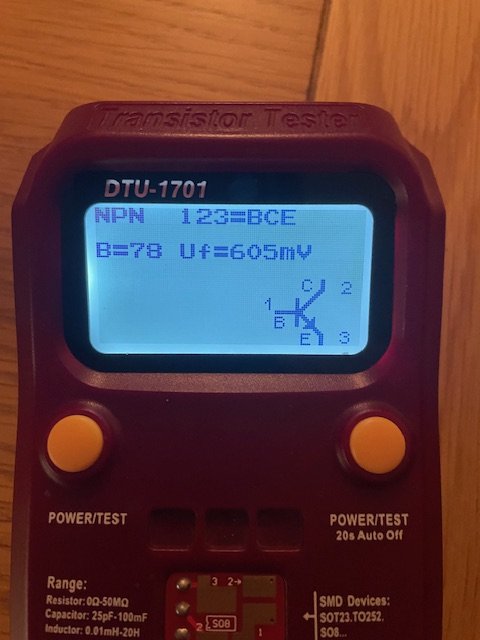 Transistor Tester
DTU-1701
NPN 123=BCE
B=78 Uf=605mV
C 2
1
B
E 3
POWER/TEST
POWER/TEST
20s Auto Off
Range:
Resistor: 0Ω-50MΩ
Capacitor: 25pF-100mF
Inductor: 0.01mH-20H
3 2→
2 SO8
1
SMD Devices:
SOT23.TO252.
SO8...